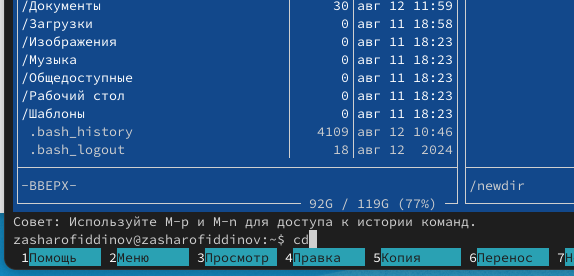 /Документы 30 авг 12 11:59
/Загрузки 0 авг 11 18:58
/Изображения 0 авг 11 18:23
/Музыка 0 авг 11 18:23
/Общедоступные 0 авг 11 18:23
/Рабочий стол 0 авг 11 18:23
/Шаблоны 0 авг 11 18:23
.bash_history 4109 авг 12 10:46
.bash_logout 18 авг 12 2024
-ВВЕРХ- /newdir
92G / 119G (77%)
Совет: Используйте M-p и M-n для доступа к истории команд.
zasharofiddinov@zasharofiddinov:~$ cd
1Помощь 2Меню 3Просмотр 4Правка 5Копия 6Перенос 7Н